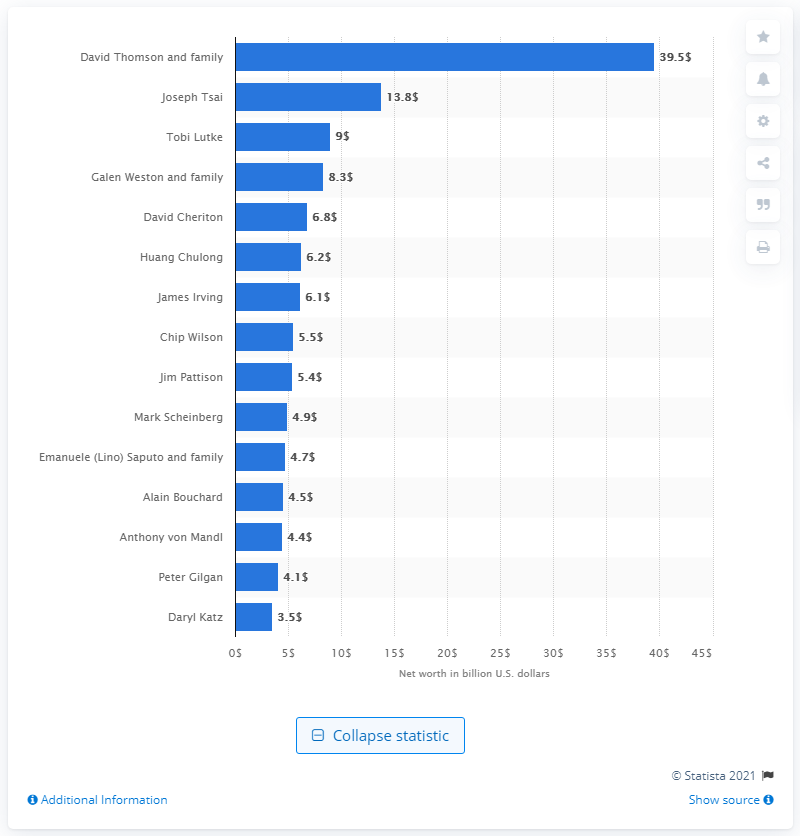 David Thomson and family 39.5$
Joseph Tsai 13.8$
Tobi Lutke 9$
Galen Weston and family 8.3$
David Cheriton 6.8$
Huang Chulong 6.2$
James Irving 6.1$
Chip Wilson 5.5$
Jim Pattison 5.4$
Mark Scheinberg 4.9$
Emanuele (Lino) Saputo and family 4.7$
Alain Bouchard 4.5$
Anthony von Mandl 4.4$
Peter Gilgan 4.1$
Daryl Katz 3.5$
0$ 5$ 10$ 15$ 20$ 25$ 30$ 35$ 40$ 45$
Net worth in billion U.S. dollars
Collapse statistic
© Statista 2021
Additional Information Show source